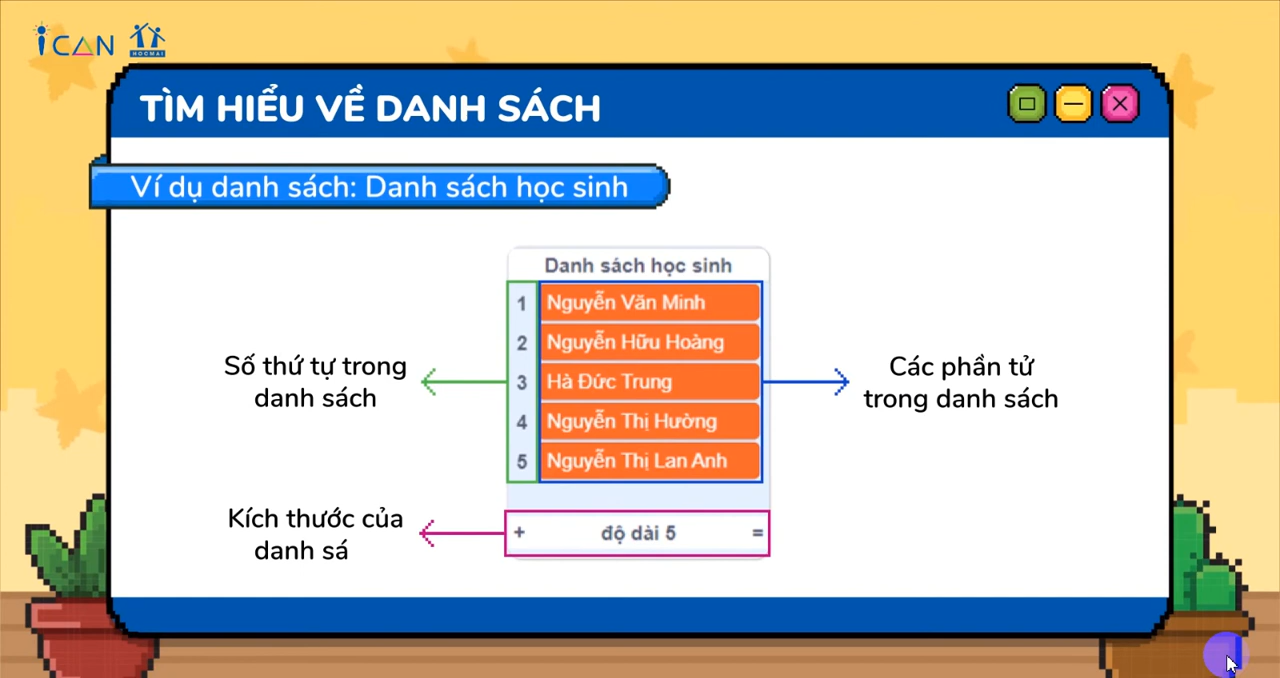 iCAN
HOCMAI
TÌM HIỂU VỀ DANH SÁCH
Ví dụ danh sách: Danh sách học sinh
Danh sách học sinh
1 Nguyễn Văn Minh
2 Nguyễn Hữu Hoàng
3 Hà Đức Trung
4 Nguyễn Thị Hường
5 Nguyễn Thị Lan Anh
Số thứ tự trong
danh sách
Các phần tử
trong danh sách
Kích thước của
danh sá
+ độ dài 5 =